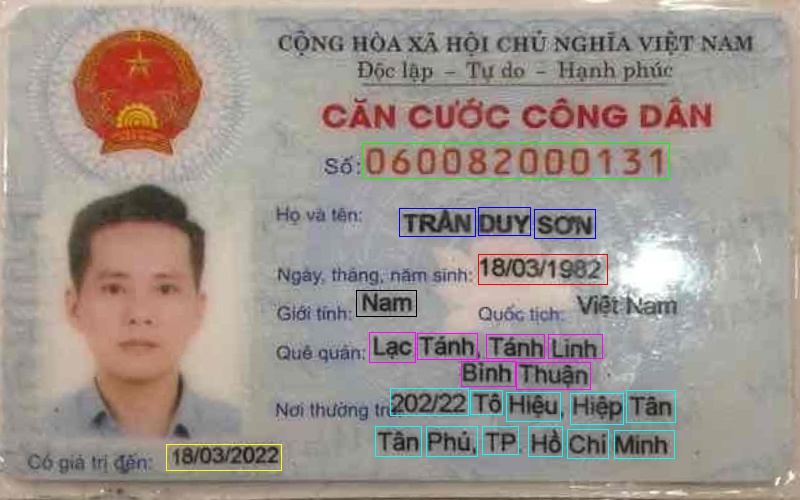 CỘNG HÒA XÃ HỘI CHỦ NGHĨA VIỆT NAM
Độc lập – Tự do – Hạnh phúc
CĂN CƯỚC CÔNG DÂN
Số: 060082000131
Họ và tên: TRẦN DUY SƠN
Ngày, tháng, năm sinh: 18/03/1982
Giới tính: Nam Quốc tịch: Việt Nam
Quê quán: Lạc Tánh, Tánh Linh
Bình Thuận
Nơi thường trú: 202/22 Tô Hiệu, Hiệp Tân
Tân Phú, TP. Hồ Chí Minh
Có giá trị đến: 18/03/2022